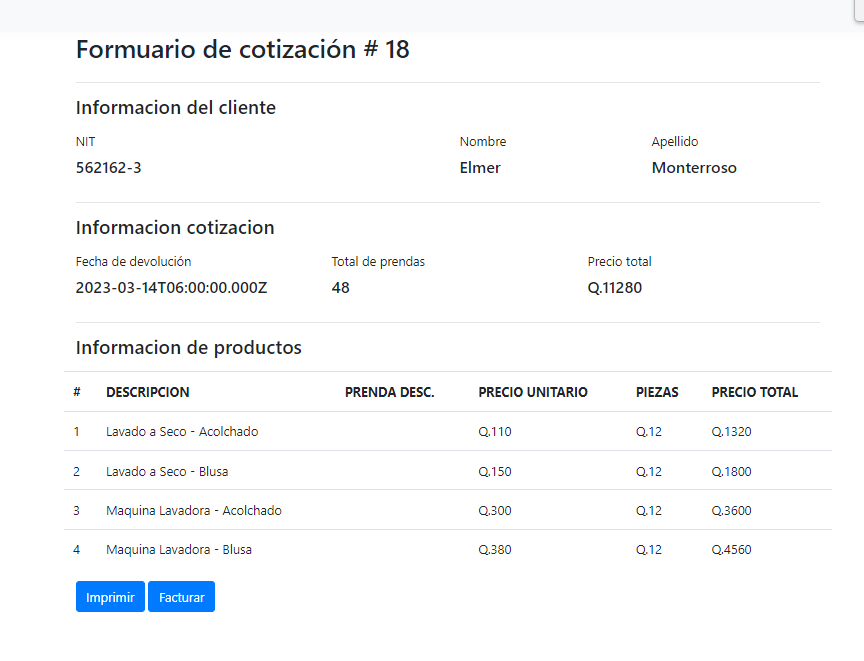 Formuario de cotización # 18
Informacion del cliente
NIT Nombre Apellido
562162-3 Elmer Monterroso
Informacion cotizacion
Fecha de devolución Total de prendas Precio total
2023-03-14T06:00:00.000Z 48 Q.11280
Informacion de productos
# DESCRIPCION PRENDA DESC. PRECIO UNITARIO PIEZAS PRECIO TOTAL
1 Lavado a Seco - Acolchado Q.110 Q.12 Q.1320
2 Lavado a Seco - Blusa Q.150 Q.12 Q.1800
3 Maquina Lavadora - Acolchado Q.300 Q.12 Q.3600
4 Maquina Lavadora - Blusa Q.380 Q.12 Q.4560
Imprimir Facturar